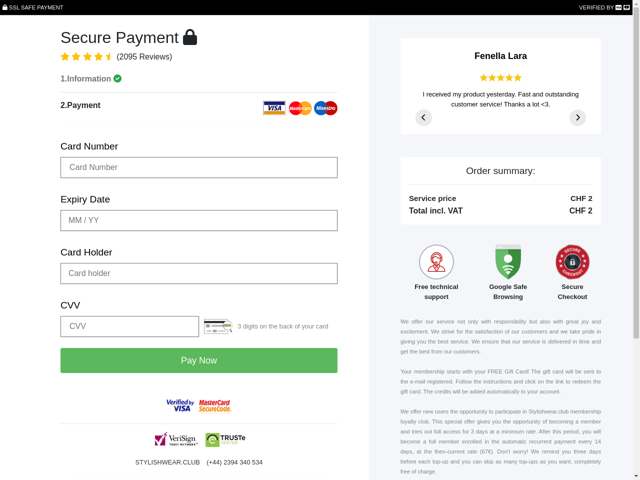 SSL SAFE PAYMENT
VERIFIED BY
Secure Payment
(2095 Reviews)
1.Information
2.Payment
VISA MasterCard Maestro
Card Number
Card Number
Expiry Date
MM / YY
Card Holder
Card holder
CVV
CVV
3 digits on the back of your card
Pay Now
Verified by VISA
MasterCard SecureCode.
VeriSign
TRUSTe
STYLISHWEAR.CLUB (+44) 2394 340 534
Fenella Lara
I received my product yesterday. Fast and outstanding
customer service! Thanks a lot <3.
Order summary:
Service price CHF 2
Total incl. VAT CHF 2
SECURE
CHECKOUT
Free technical
support
Google Safe
Browsing
Secure
Checkout
We offer our service not only with responsibility but also with great joy and
excitement. We strive for the satisfaction of our customers and we take pride in
giving you the best service. We ensure that our service is delivered in time and
get the best from our customers.
Your membership starts with your FREE Gift Card! The gift card will be sent to
the e-mail registered. Follow the instructions and click on the link to redeem the
gift card. The credits will be added automatically to your account.
We offer new users the opportunity to participate in Stylishwear.club membership
loyalty club. This special offer gives you the opportunity of becoming a member
and tries out full access for 3 days at a minimum rate. After this period, you will
become a full member enrolled in the automatic recurrent payment every 14
days, at the then-current rate (67€). Don't worry! We remind you three days
before each top-up and you can stop as many top-ups as you want, completely
free of charge.